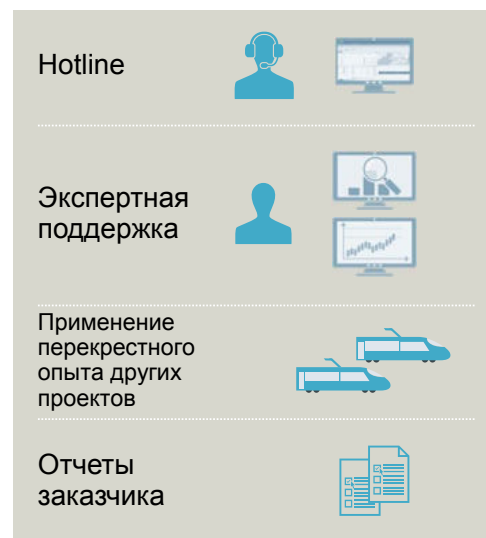 Hotline
Экспертная
поддержка
Применение
перекрестного
опыта других
проектов
Отчеты
заказчика